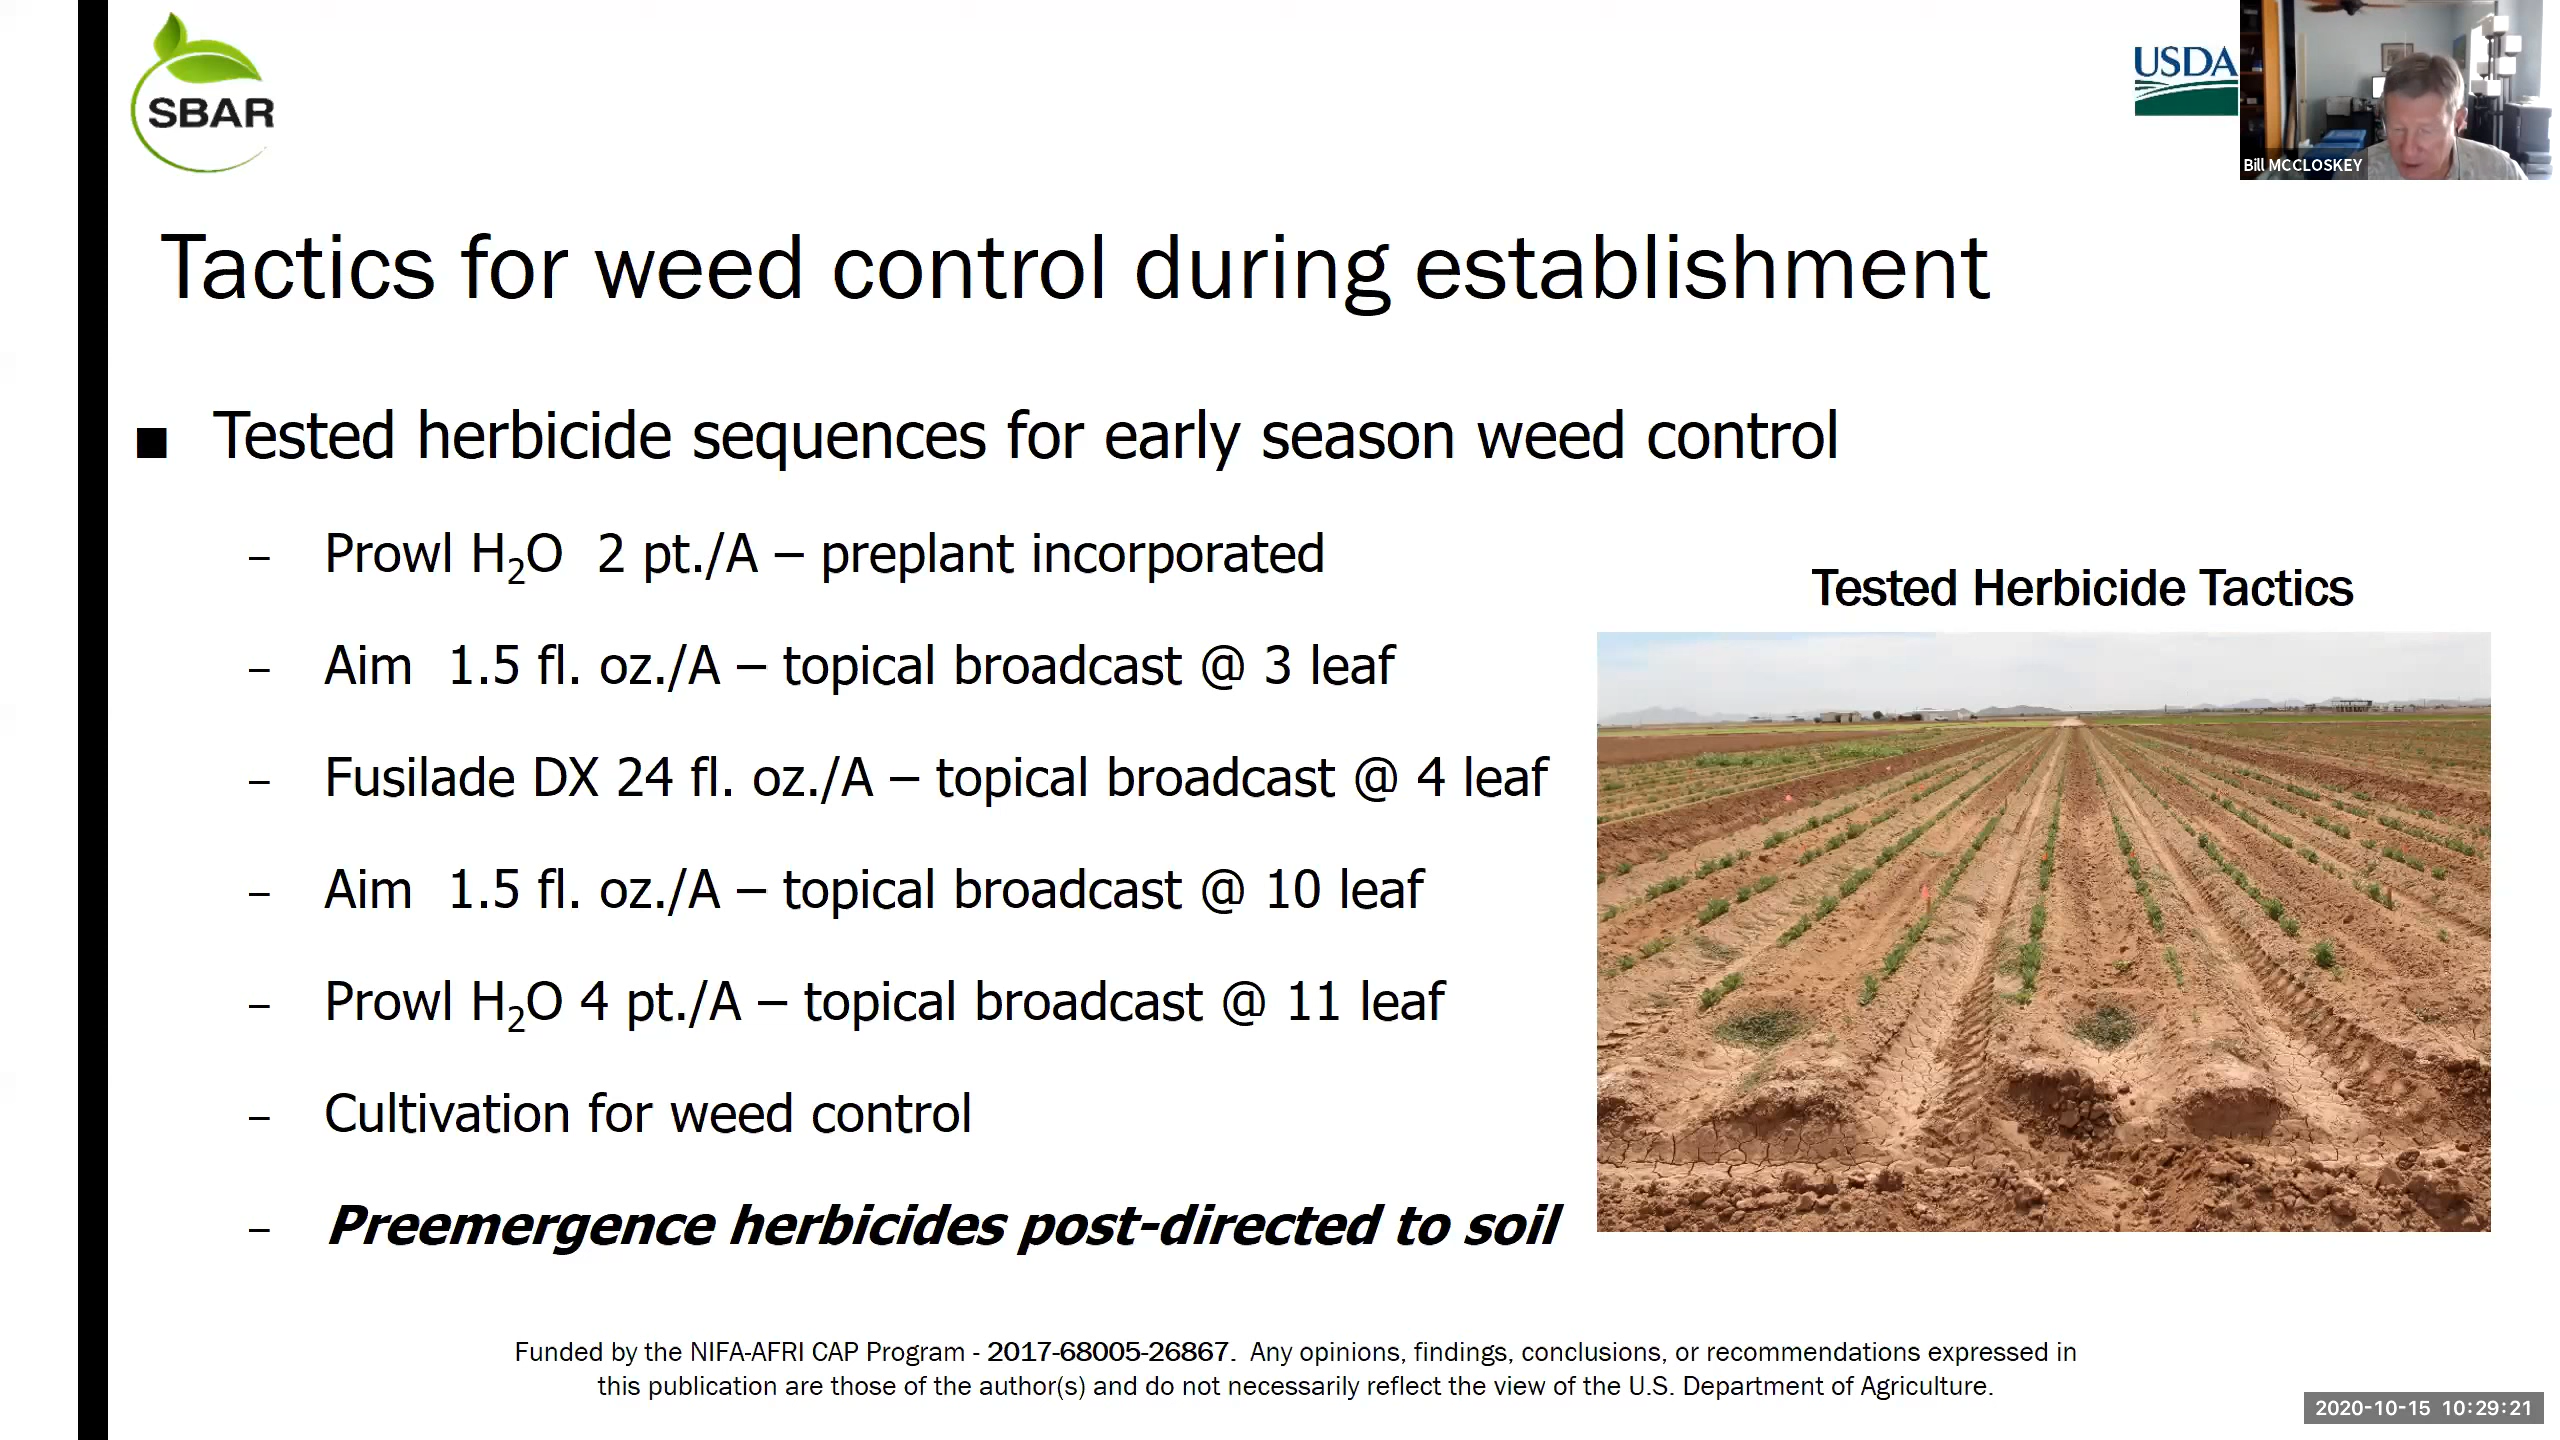 SBAR
USDA
Bill MCCLOSKEY
Tactics for weed control during establishment
■ Tested herbicide sequences for early season weed control
– Prowl H₂O 2 pt./A – preplant incorporated
– Aim 1.5 fl. oz./A – topical broadcast @ 3 leaf
– Fusilade DX 24 fl. oz./A – topical broadcast @ 4 leaf
– Aim 1.5 fl. oz./A – topical broadcast @ 10 leaf
– Prowl H₂O 4 pt./A – topical broadcast @ 11 leaf
– Cultivation for weed control
– Preemergence herbicides post-directed to soil
Tested Herbicide Tactics
Funded by the NIFA-AFRI CAP Program - 2017-68005-26867. Any opinions, findings, conclusions, or recommendations expressed in
this publication are those of the author(s) and do not necessarily reflect the view of the U.S. Department of Agriculture.
2020-10-15 10:29:21